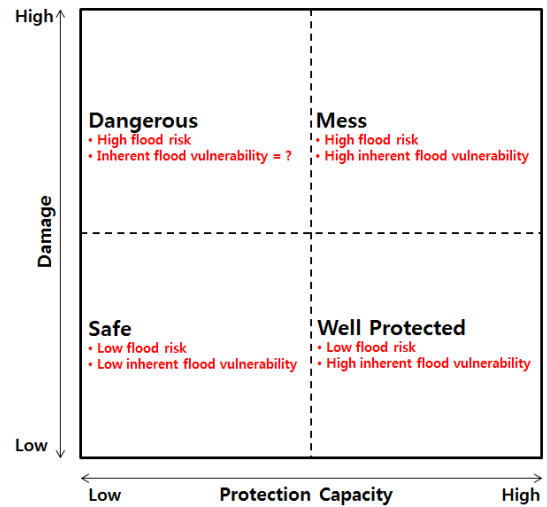 High
Dangerous
• High flood risk
• Inherent flood vulnerability = ?
Mess
• High flood risk
• High inherent flood vulnerability
Damage
Safe
• Low flood risk
• Low inherent flood vulnerability
Well Protected
• Low flood risk
• High inherent flood vulnerability
Low
Low Protection Capacity High